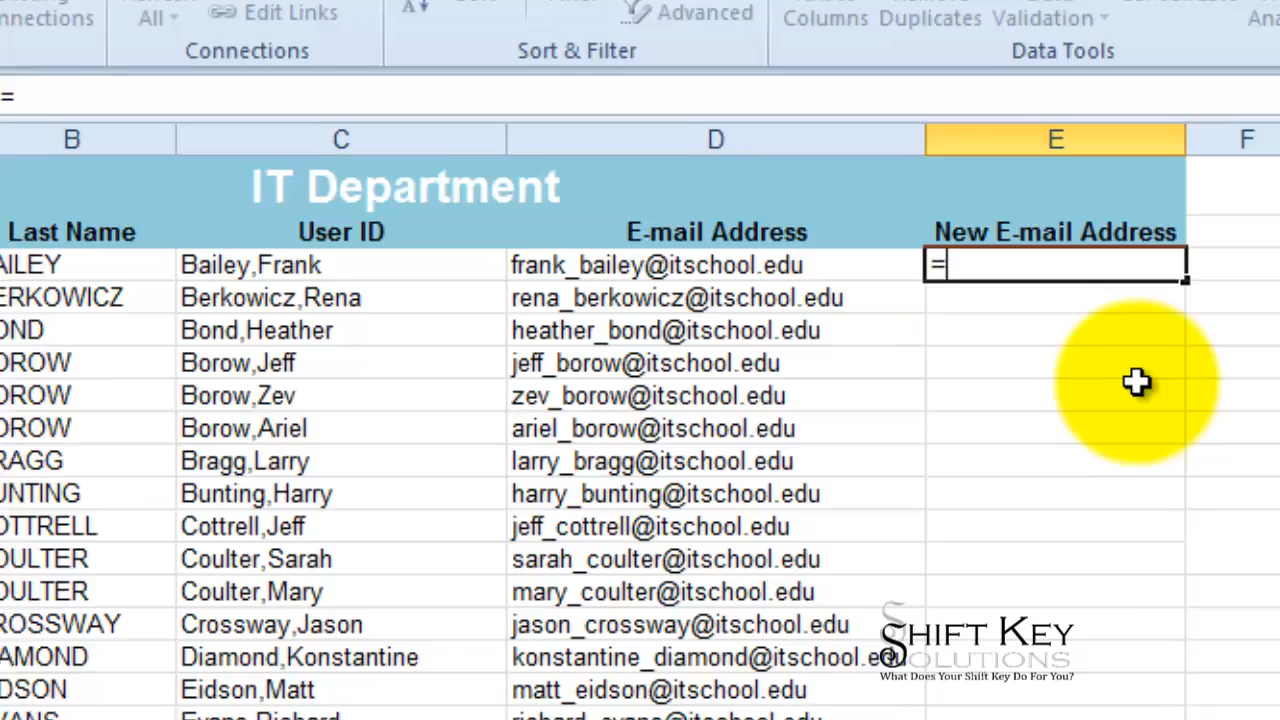 All Edit Links Advanced Columns Duplicates Validation
Connections Sort & Filter Data Tools
=
B C D E F
IT Department
Last Name User ID E-mail Address New E-mail Address
AILEY Bailey,Frank frank_bailey@itschool.edu =
ERKOWICZ Berkowicz,Rena rena_berkowicz@itschool.edu
OND Bond,Heather heather_bond@itschool.edu
OROW Borow,Jeff jeff_borow@itschool.edu
OROW Borow,Zev zev_borow@itschool.edu
OROW Borow,Ariel ariel_borow@itschool.edu
RAGG Bragg,Larry larry_bragg@itschool.edu
UNTING Bunting,Harry harry_bunting@itschool.edu
OTTRELL Cottrell,Jeff jeff_cottrell@itschool.edu
OULTER Coulter,Sarah sarah_coulter@itschool.edu
OULTER Coulter,Mary mary_coulter@itschool.edu
ROSSWAY Crossway,Jason jason_crossway@itschool.edu
AMOND Diamond,Konstantine konstantine_diamond@itschool.edu
IDSON Eidson,Matt matt_eidson@itschool.edu
SHIFT KEY
SOLUTIONS
What Does Your Shift Key Do For You?